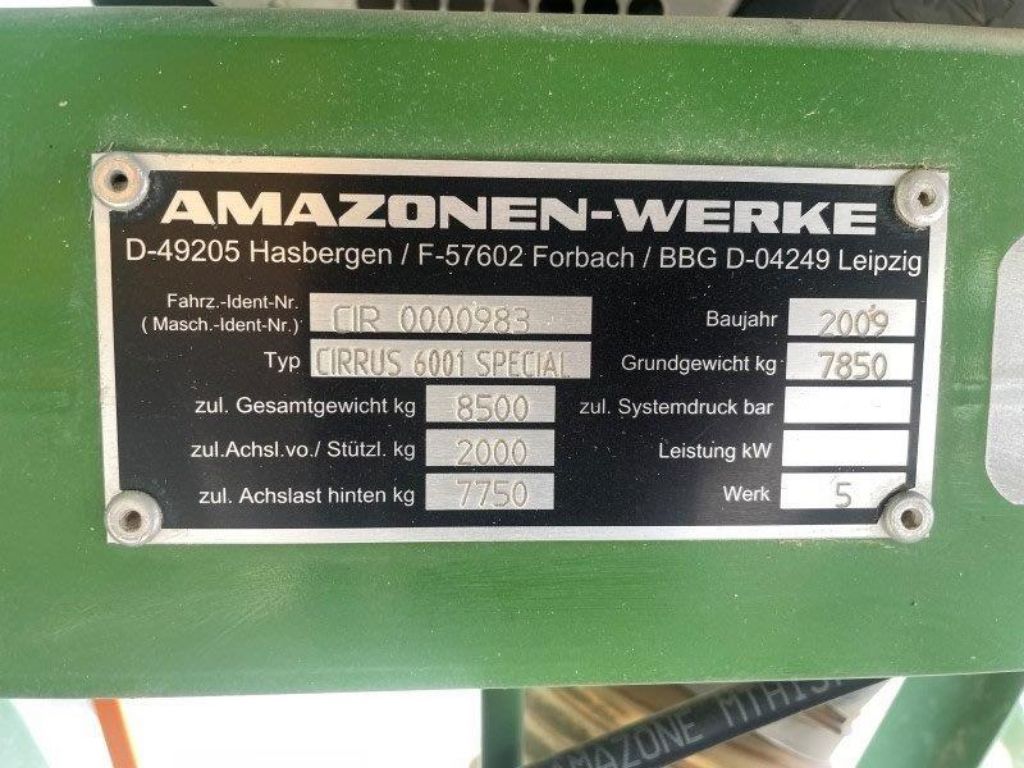 AMAZONEN-WERKE
D-49205 Hasbergen / F-57602 Forbach / BBG D-04249 Leipzig
Fahrz.-Ident-Nr.
( Masch.-Ident-Nr.) CIR 0000983 Baujahr 2009
Typ CIRRUS 6001 SPECIAL Grundgewicht kg 7850
zul. Gesamtgewicht kg 8500 zul. Systemdruck bar
zul.Achsl.vo./ Stützl. kg 2000 Leistung kW
zul. Achslast hinten kg 7750 Werk 5
AMAZONE